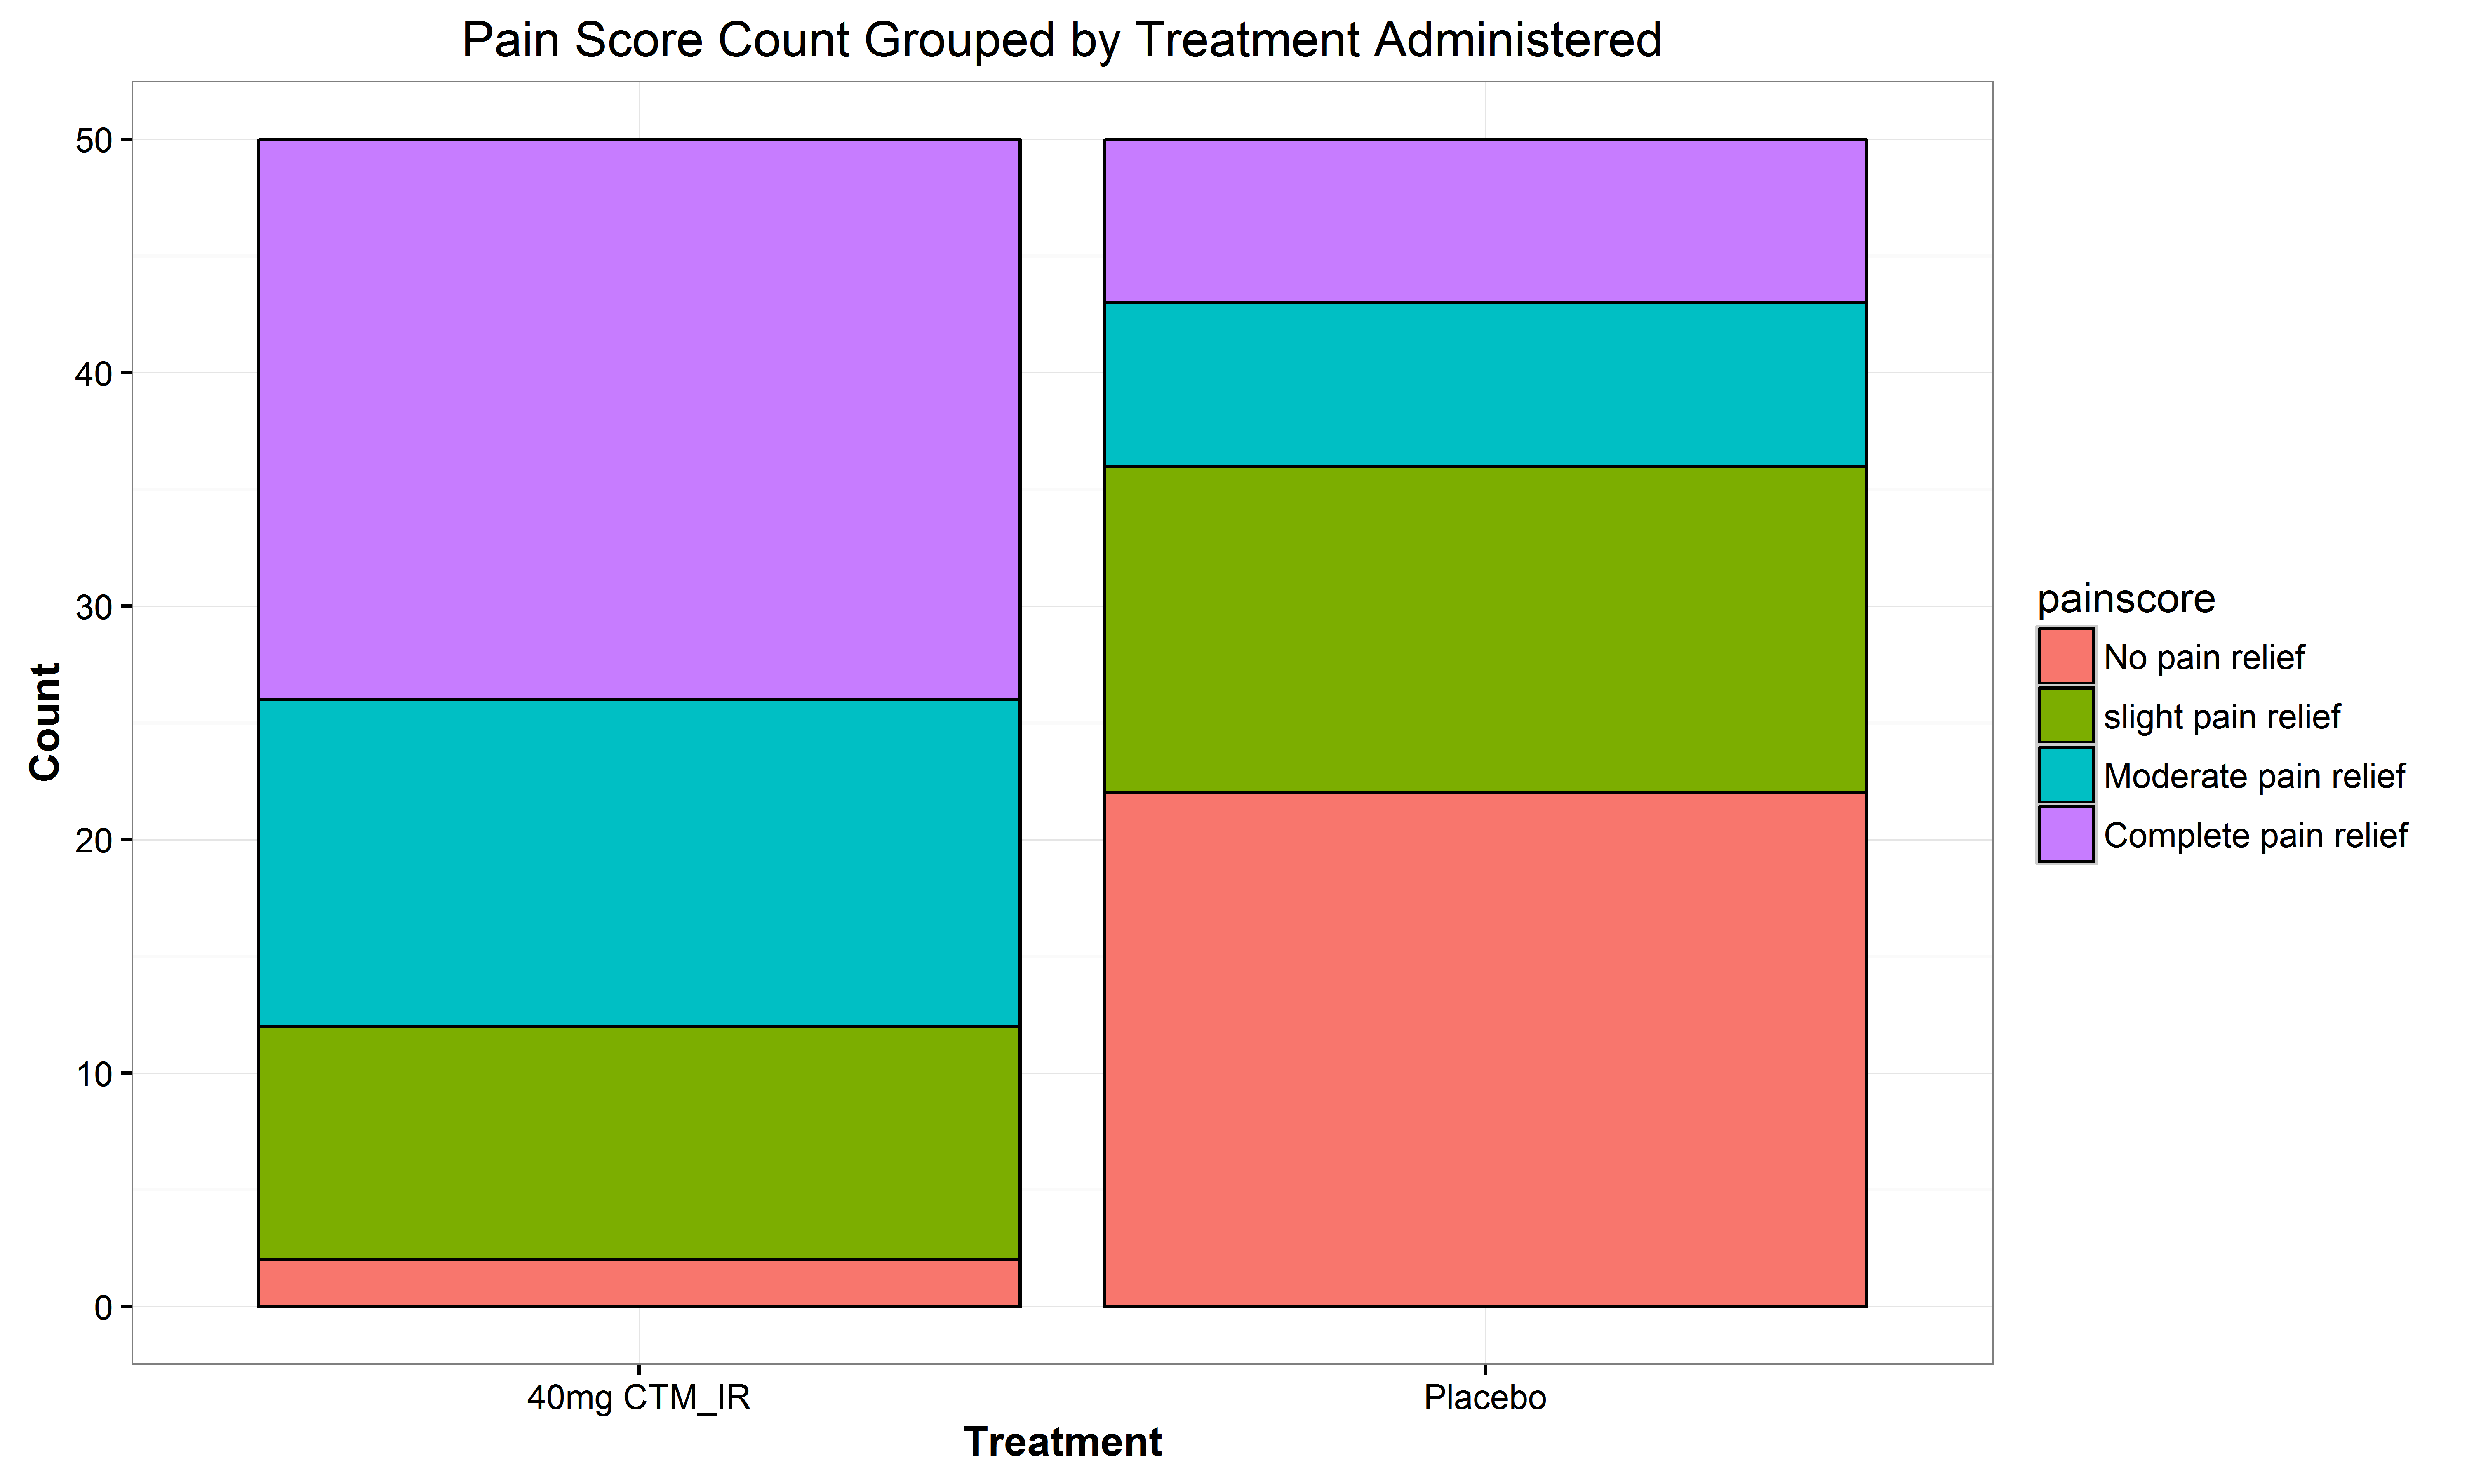 Pain Score Count Grouped by Treatment Administered
50
40
30
20
10
0
Count
40mg CTM_IR
Placebo
Treatment
painscore
No pain relief
slight pain relief
Moderate pain relief
Complete pain relief